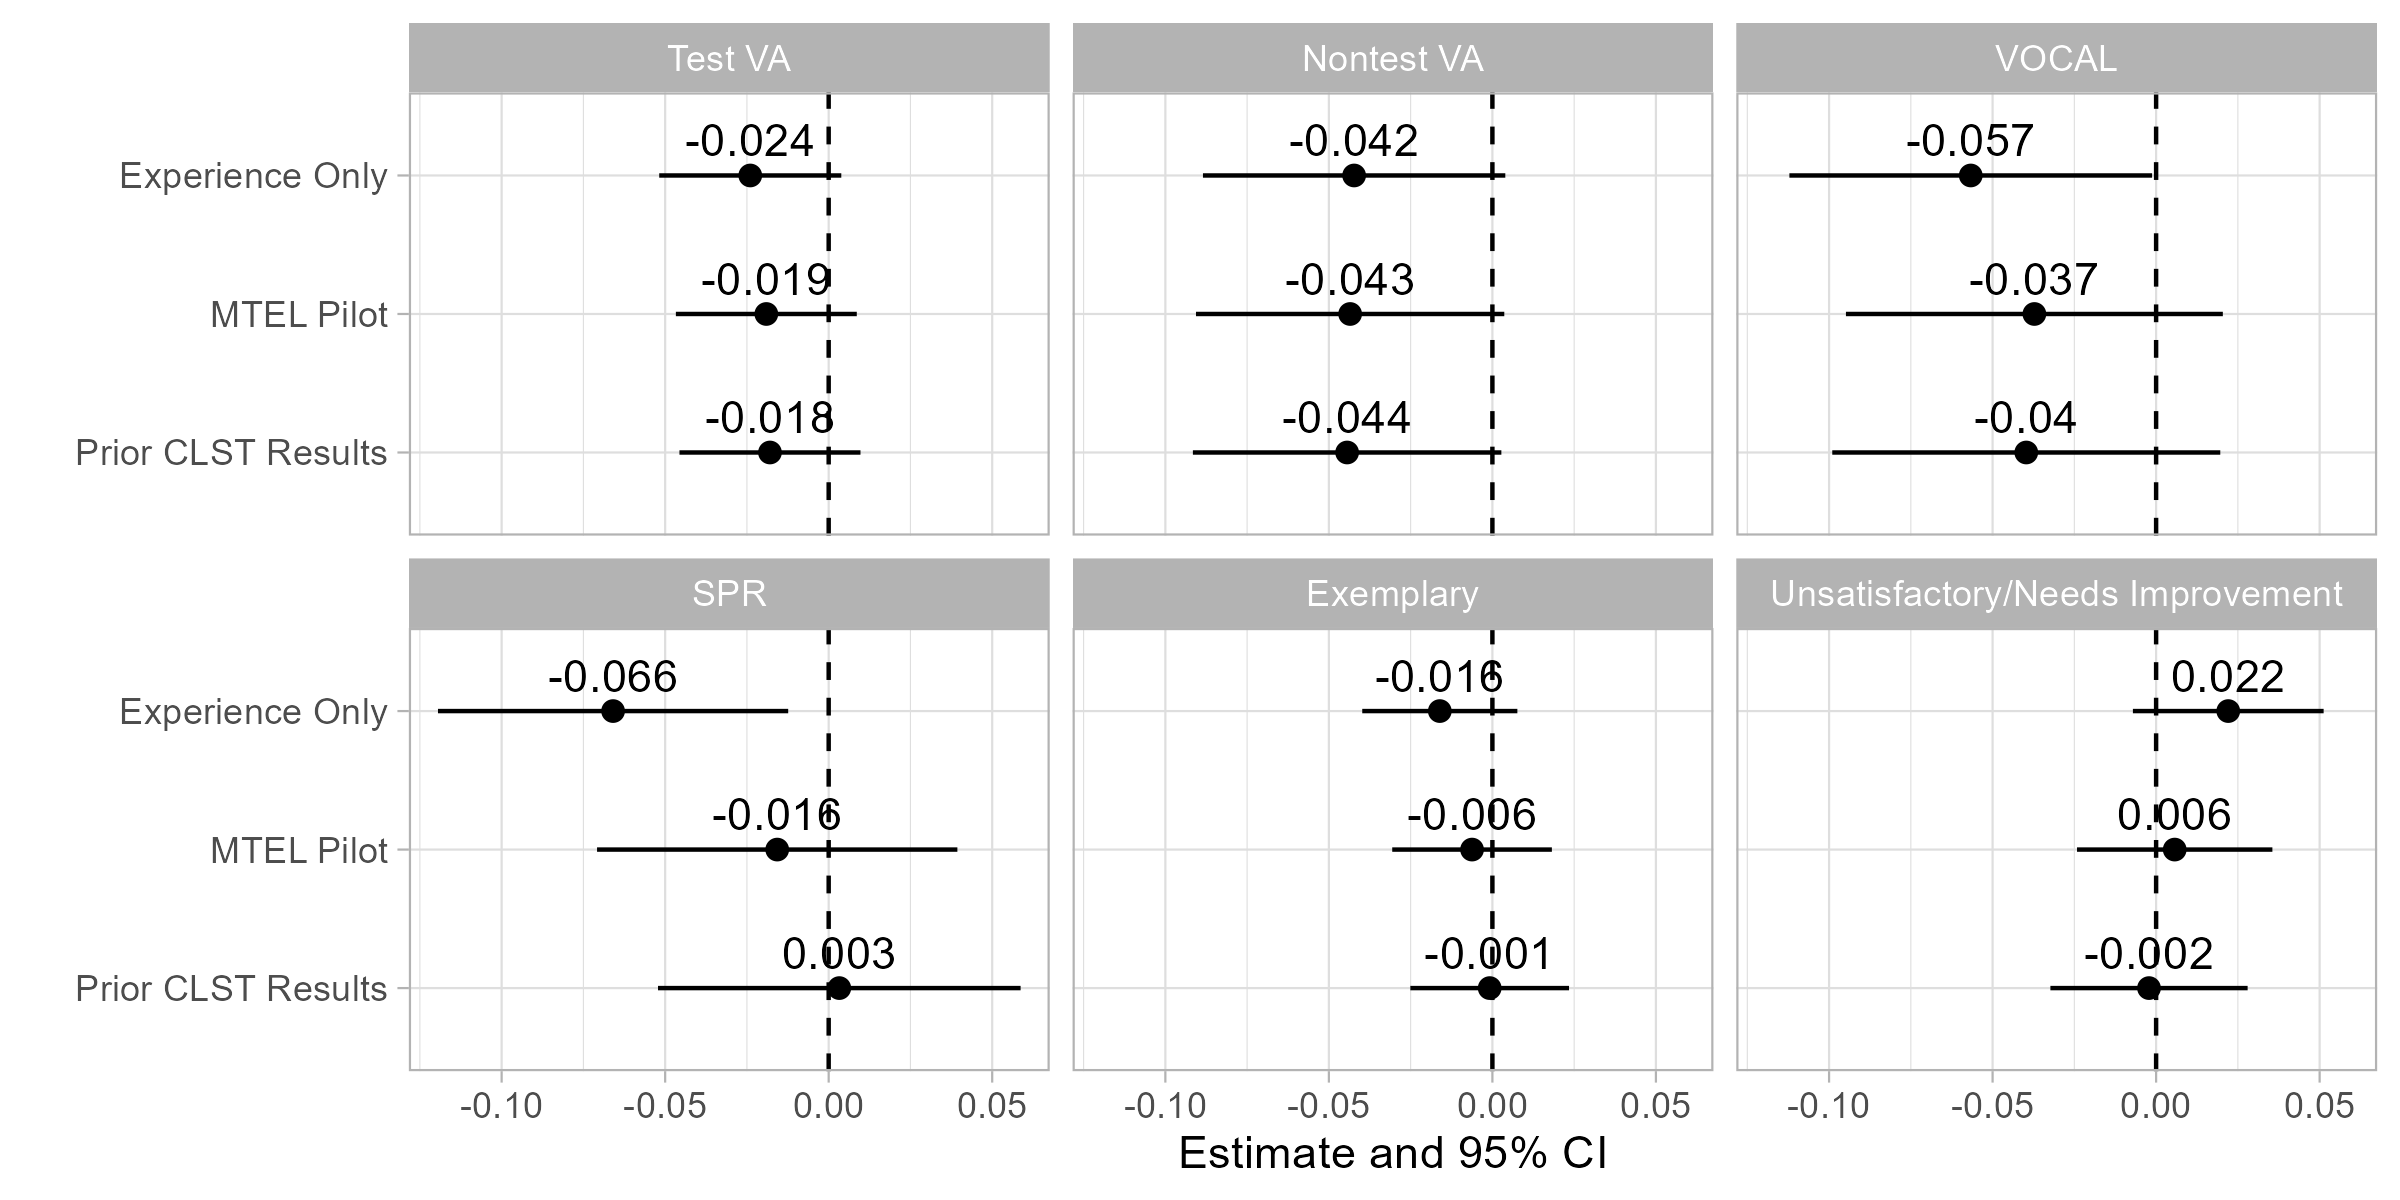 Test VA Nontest VA VOCAL
Experience Only -0.024 -0.042 -0.057
MTEL Pilot -0.019 -0.043 -0.037
Prior CLST Results -0.018 -0.044 -0.04
SPR Exemplary Unsatisfactory/Needs Improvement
Experience Only -0.066 -0.016 0.022
MTEL Pilot -0.016 -0.006 0.006
Prior CLST Results 0.003 -0.001 -0.002
-0.10 -0.05 0.00 0.05 -0.10 -0.05 0.00 0.05 -0.10 -0.05 0.00 0.05
Estimate and 95% CI